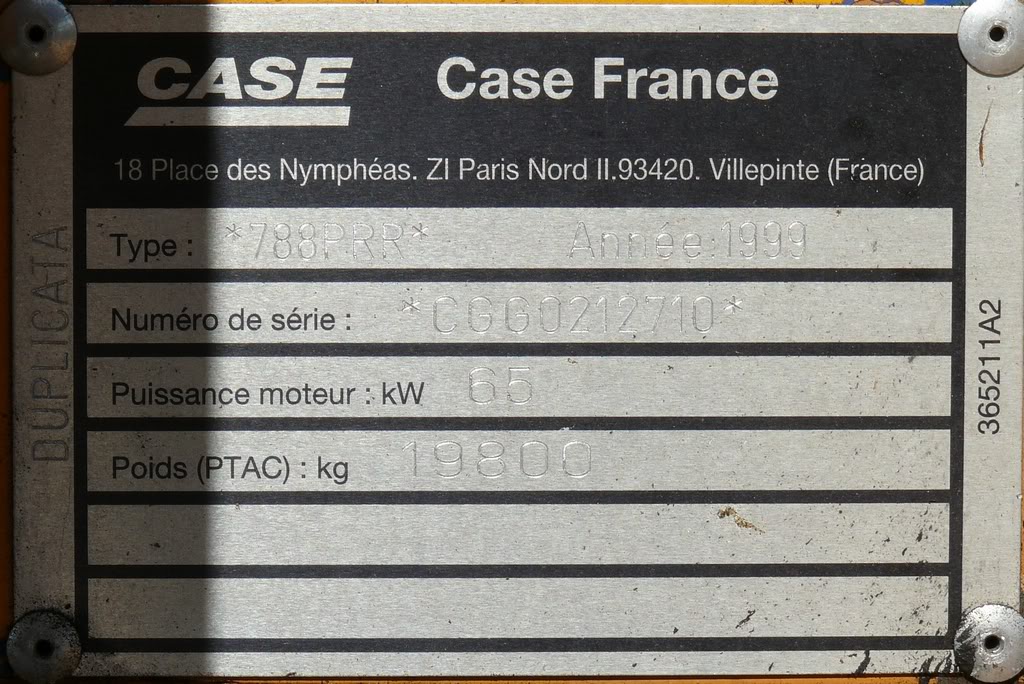 CASE
Case France
18 Place des Nymphéas. ZI Paris Nord II.93420. Villepinte (France)
Type : *788PRR* Année:1999
Numéro de série : *CGG0212710*
Puissance moteur : kW 65
Poids (PTAC) : kg 19800
DUPLICATA
365211A2